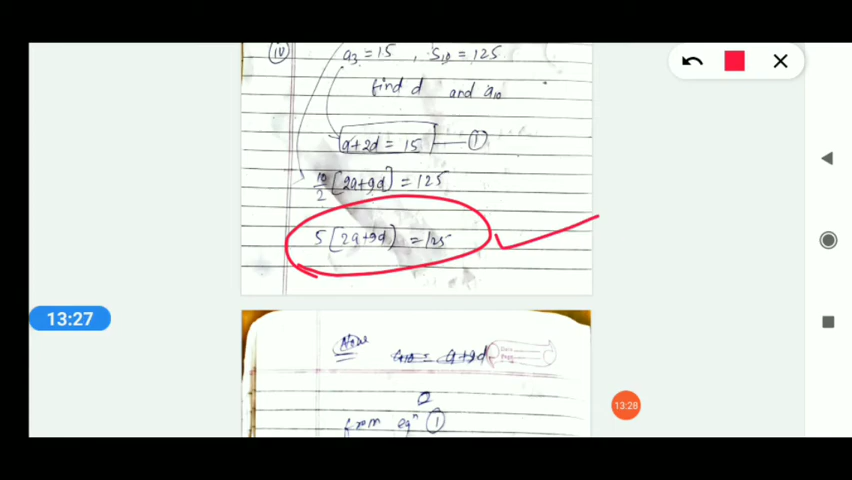 (iv) a3 = 15 , S10 = 125
find d and a10
a+2d = 15 — (1)
10/2 [2a+9d] = 125
5 [2a+9d] = 125
13:27
Now a10 = a+9d
13:28
from eqn (1)